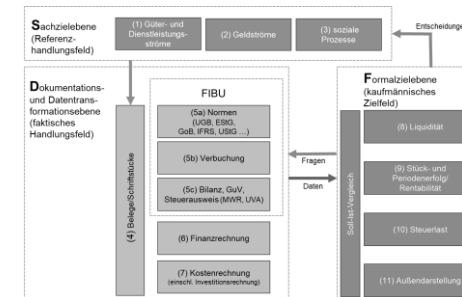 Sachzielebene
(Referenz-
handlungsfeld)
(1) Güter- und
Dienstleistungs-
ströme
(2) Geldströme
(3) soziale
Prozesse
Entscheidunge
Dokumentations-
und Datentrans-
formationsebene
(faktisches
Handlungsfeld)
(4) Belege/Schriftstücke
FIBU
(5a) Normen
(UGB, EStG,
GoB, IFRS, UStG ...)
(5b) Verbuchung
(5c) Bilanz, GuV,
Steuerausweis (MWR, UVA)
(6) Finanzrechnung
(7) Kostenrechnung
(einschl. Investitionsrechnung)
Fragen
Daten
Formalzielebene
(kaufmännisches
Zielfeld)
Soll-Ist-Vergleich
(8) Liquidität
(9) Stück- und
Periodenerfolg/
Rentabilität
(10) Steuerlast
(11) Außendarstellung